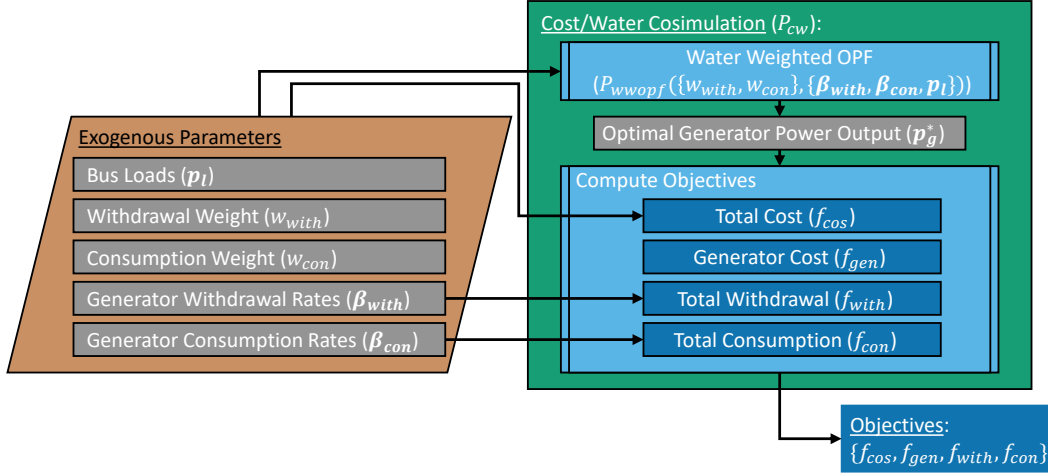 Cost/Water Cosimulation (P_cw):
Water Weighted OPF
(P_wwopf({w_with, w_con}, {β_with, β_con, p_l}))
Optimal Generator Power Output (p_g^*)
Exogenous Parameters
Bus Loads (p_l)
Withdrawal Weight (w_with)
Consumption Weight (w_con)
Generator Withdrawal Rates (β_with)
Generator Consumption Rates (β_con)
Compute Objectives
Total Cost (f_cos)
Generator Cost (f_gen)
Total Withdrawal (f_with)
Total Consumption (f_con)
Objectives:
{f_cos, f_gen, f_with, f_con}